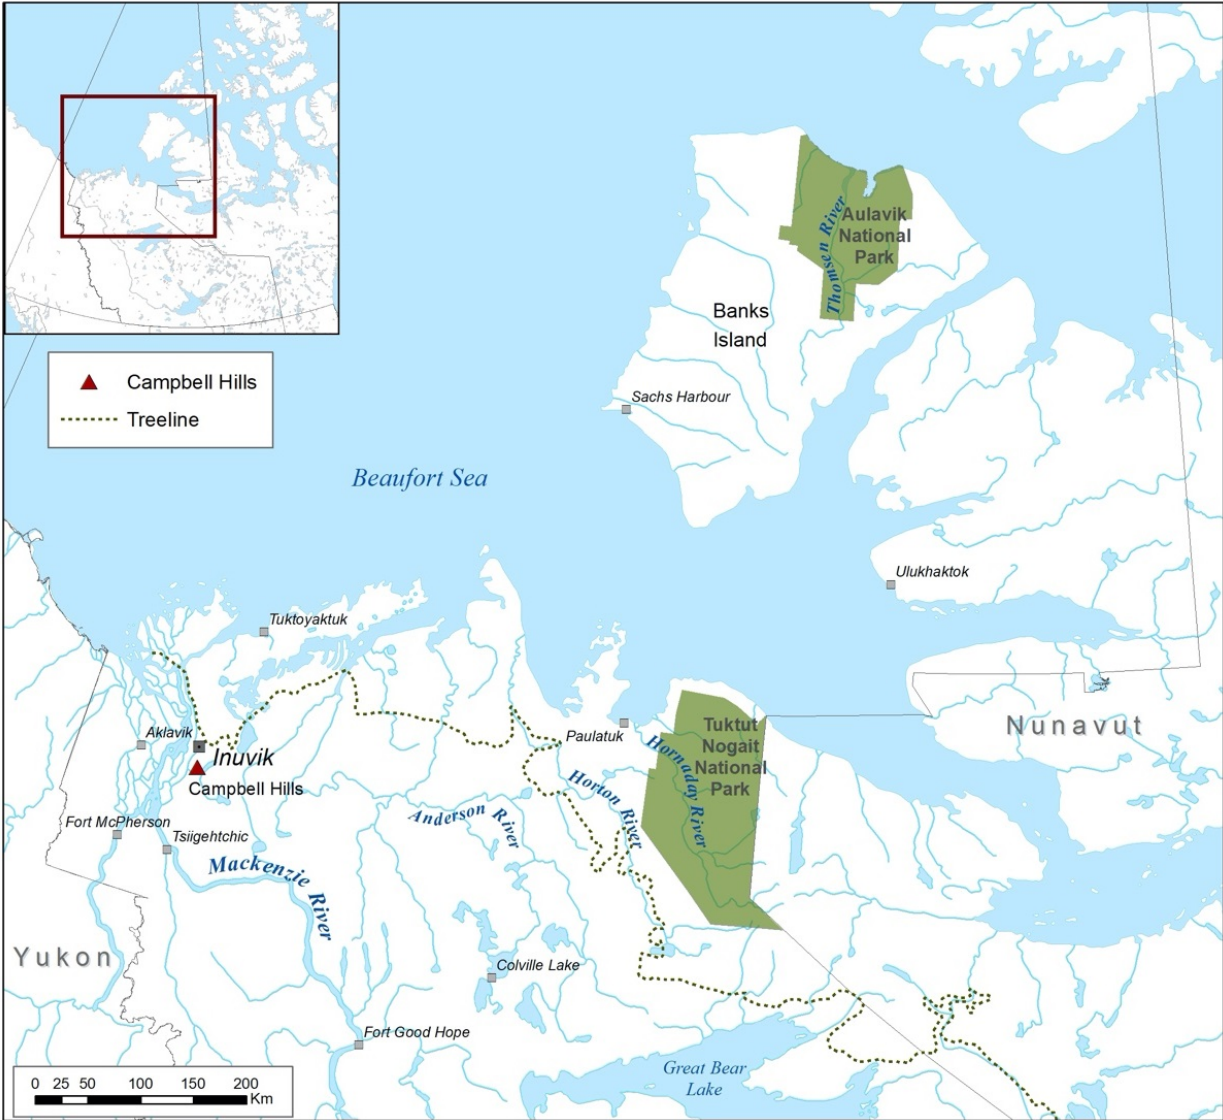 Aulavik
National
Park
Thomsen River
Banks
Island
Campbell Hills
Treeline
Sachs Harbour
Beaufort Sea
Ulukhaktok
Tuktoyaktuk
Nunavut
Tuktut
Nogait
National
Park
Aklavik
Paulatuk
Hornaday River
Inuvik
Horton River
Campbell Hills
Anderson River
Fort McPherson
Tsiigehtchic
Mackenzie River
Yukon
Colville Lake
Fort Good Hope
Great Bear
Lake
0 25 50 100 150 200
Km